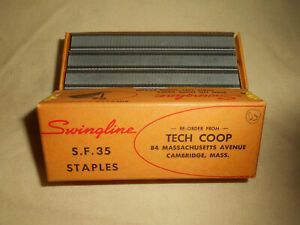 Swingline
S.F. 35
STAPLES
— RE-ORDER FROM —
TECH COOP
84 MASSACHUSETTS AVENUE
CAMBRIDGE, MASS.